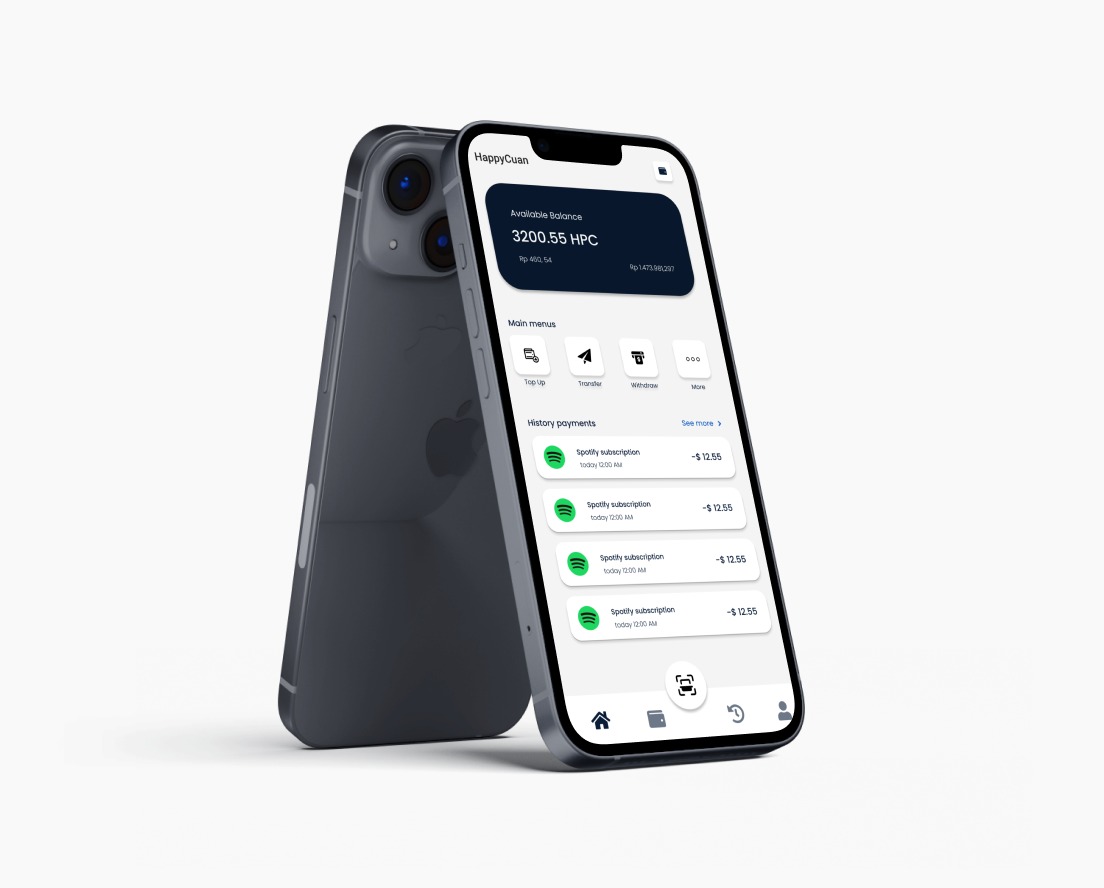 HappyCuan
Available Balance
3200.55 HPC
Rp 460, 54
Rp 1.473.981,297
Main menus
Top Up
Transfer
Withdraw
More
History payments
See more
Spotify subscription
-$ 12.55
today 12:00 AM
Spotify subscription
-$ 12.55
today 12:00 AM
Spotify subscription
-$ 12.55
today 12:00 AM
Spotify subscription
-$ 12.55
today 12:00 AM